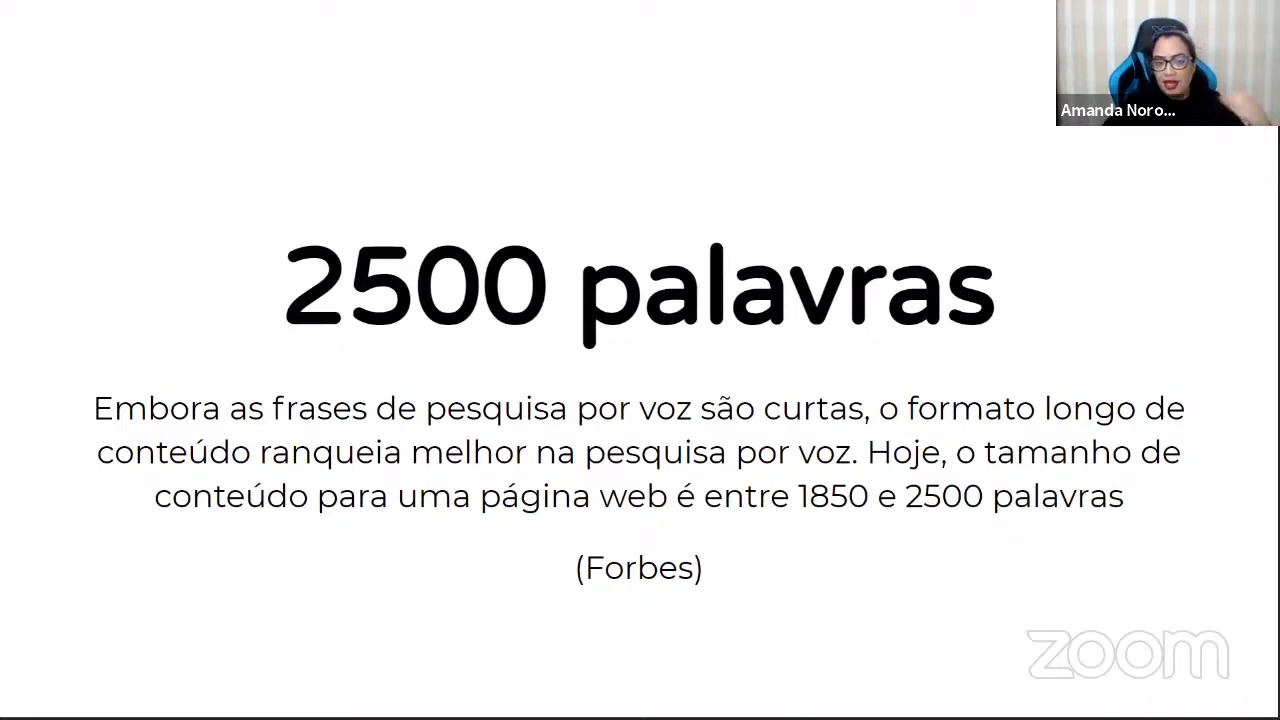 Amanda Noro...
2500 palavras
Embora as frases de pesquisa por voz são curtas, o formato longo de
conteúdo ranqueia melhor na pesquisa por voz. Hoje, o tamanho de
conteúdo para uma página web é entre 1850 e 2500 palavras
(Forbes)
zoom